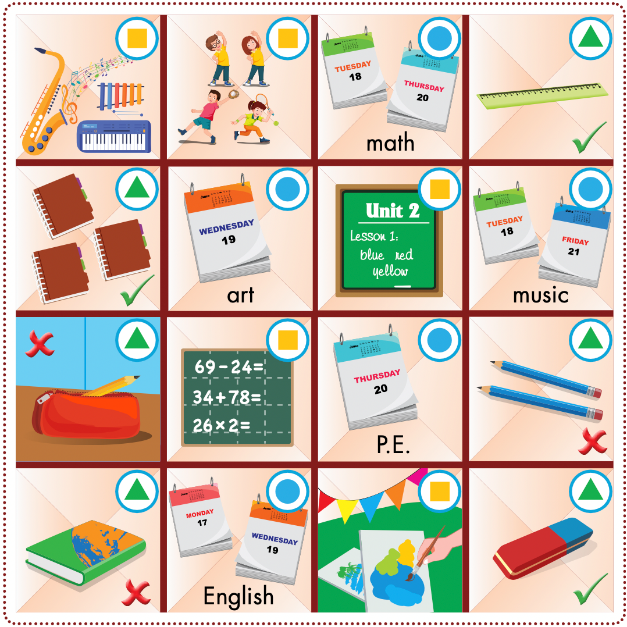 TUESDAY
18
THURSDAY
20
math
WEDNESDAY
19
art
Unit 2
Lesson 1:
blue red
yellow
TUESDAY
18
FRIDAY
21
music
69-24=
34+78=
26×2=
THURSDAY
20
P.E.
MONDAY
17
WEDNESDAY
19
English